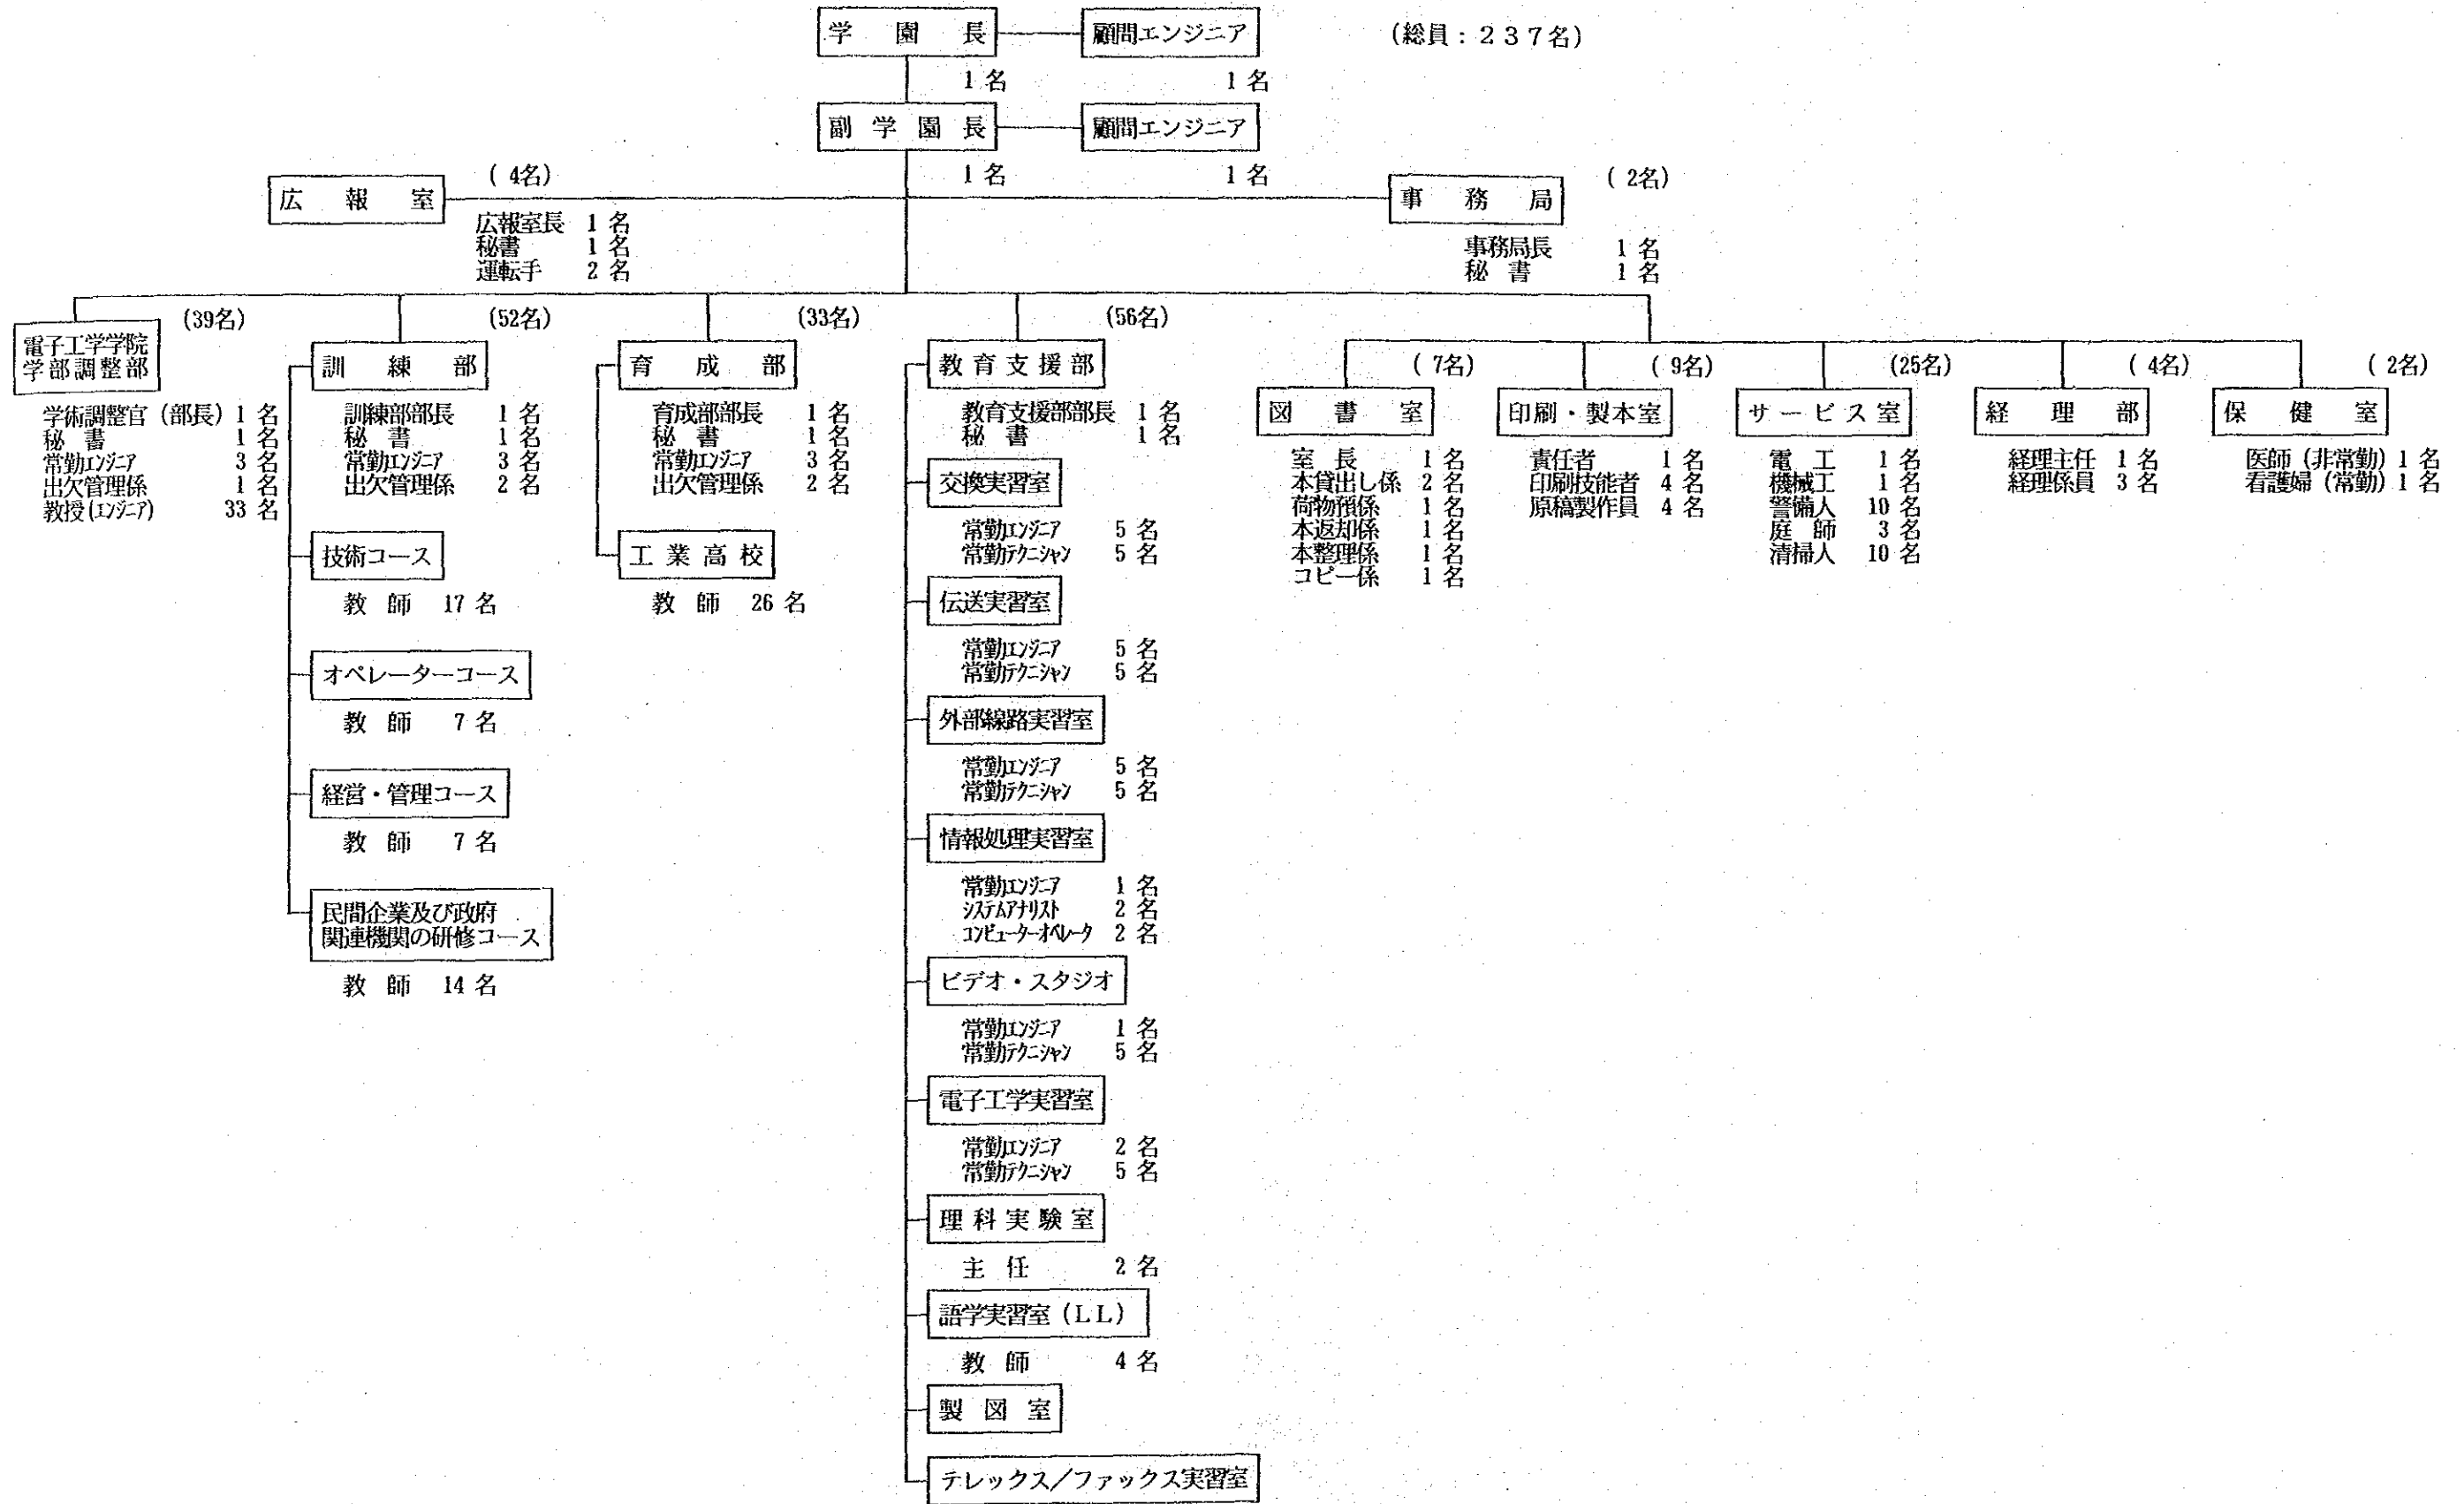 学園長 顧問エンジニア (総員:237名)
1名 1名
副学園長 顧問エンジニア
1名 1名
広報室 (4名)
広報室長 1名
秘書 1名
運転手 2名
事務局 (2名)
事務局長 1名
秘書 1名
電子工学学院
学部調整部
(39名)
学術調整官(部長) 1名
秘書 1名
常勤エンジニア 3名
出欠管理係 1名
教授(エンジニア) 33名
訓練部 (52名)
訓練部部長 1名
秘書 1名
常勤エンジニア 3名
出欠管理係 2名
技術コース
教師 17名
オペレーターコース
教師 7名
経営・管理コース
教師 7名
民間企業及び政府
関連機関の研修コース
教師 14名
育成部 (33名)
育成部部長 1名
秘書 1名
常勤エンジニア 3名
出欠管理係 2名
工業高校
教師 26名
教育支援部 (56名)
教育支援部部長 1名
秘書 1名
交換実習室
常勤エンジニア 5名
常勤テクニシャン 5名
伝送実習室
常勤エンジニア 5名
常勤テクニシャン 5名
外部線路実習室
常勤エンジニア 5名
常勤テクニシャン 5名
情報処理実習室
常勤エンジニア 1名
システムアナリスト 2名
コンピューターオペレータ 2名
ビデオ・スタジオ
常勤エンジニア 1名
常勤テクニシャン 5名
電子工学実習室
常勤エンジニア 2名
常勤テクニシャン 5名
理科実験室
主任 2名
語学実習室(LL)
教師 4名
製図室
テレックス/ファックス実習室
図書室 (7名)
室長 1名
本貸出し係 2名
荷物預係 1名
本返却係 1名
本整理係 1名
コピー係 1名
印刷・製本室 (9名)
責任者 1名
印刷技能者 4名
原稿製作員 4名
サービス室 (25名)
電工 1名
機械工 1名
警備人 10名
庭師 3名
清掃人 10名
経理部 (4名)
経理主任 1名
経理係員 3名
保健室 (2名)
医師(非常勤) 1名
看護婦(常勤) 1名